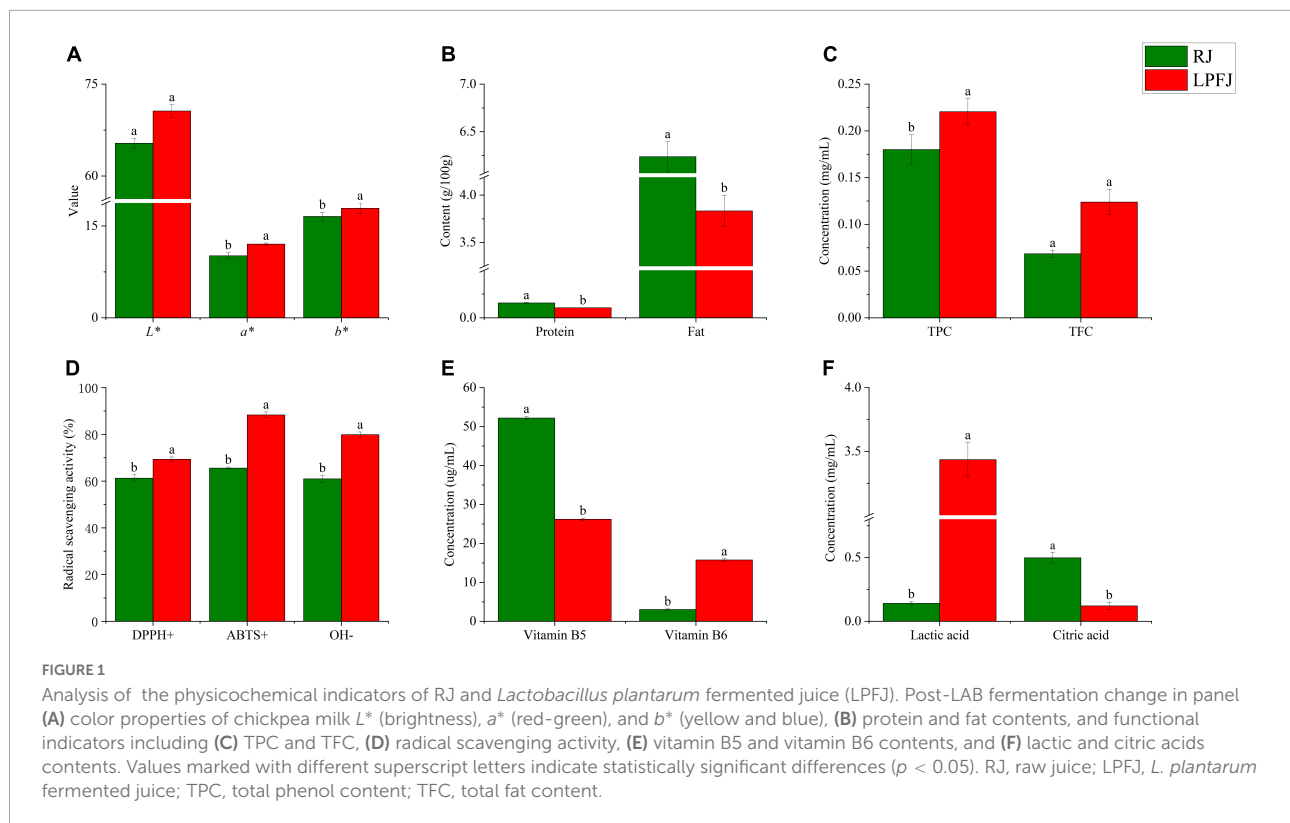 A
B
C
RJ
LPFJ
75
60
15
0
Value
a
a
b
a
b
a
L*
a*
b*
7.0
6.5
4.0
3.5
0.0
Content (g/100g)
a
b
a
b
Protein
Fat
0.25
0.20
0.15
0.10
0.05
0.00
Concentration (mg/mL)
b
a
a
a
TPC
TFC
D
E
F
100
80
60
40
20
0
Radical scavenging activity (%)
b
a
b
a
b
a
DPPH+
ABTS+
OH-
60
50
40
30
20
10
0
Concentration (ug/mL)
a
b
b
a
Vitamin B5
Vitamin B6
4.0
3.5
0.5
0.0
Concentration (mg/mL)
b
a
a
b
Lactic acid
Citric acid
FIGURE 1
Analysis of the physicochemical indicators of RJ and Lactobacillus plantarum fermented juice (LPFJ). Post-LAB fermentation change in panel
(A) color properties of chickpea milk L* (brightness), a* (red-green), and b* (yellow and blue), (B) protein and fat contents, and functional
indicators including (C) TPC and TFC, (D) radical scavenging activity, (E) vitamin B5 and vitamin B6 contents, and (F) lactic and citric acids
contents. Values marked with different superscript letters indicate statistically significant differences (p < 0.05). RJ, raw juice; LPFJ, L. plantarum
fermented juice; TPC, total phenol content; TFC, total fat content.